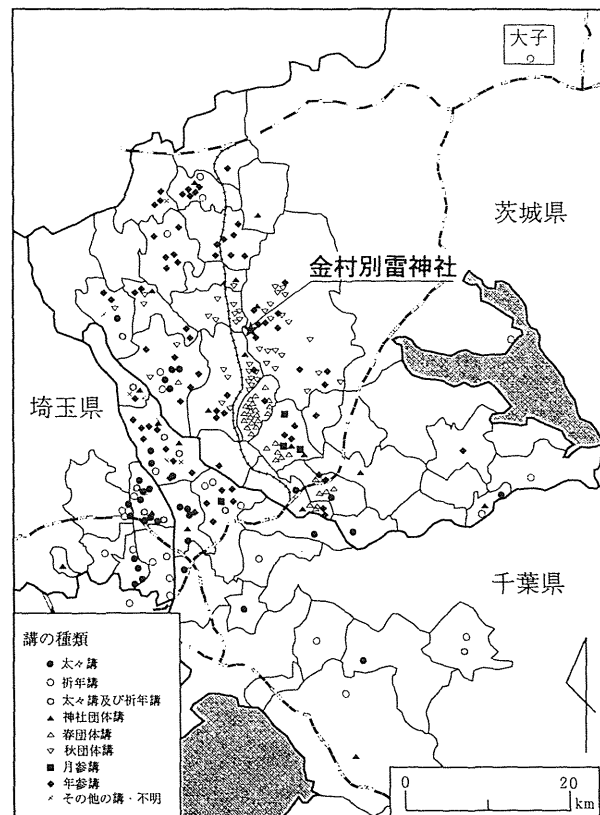 大子
茨城県
金村別雷神社
埼玉県
千葉県
講の種類
太々講
祈年講
太々講及び祈年講
神社団体講
春団体講
秋団体講
月参講
年参講
その他の講・不明
0 20
km